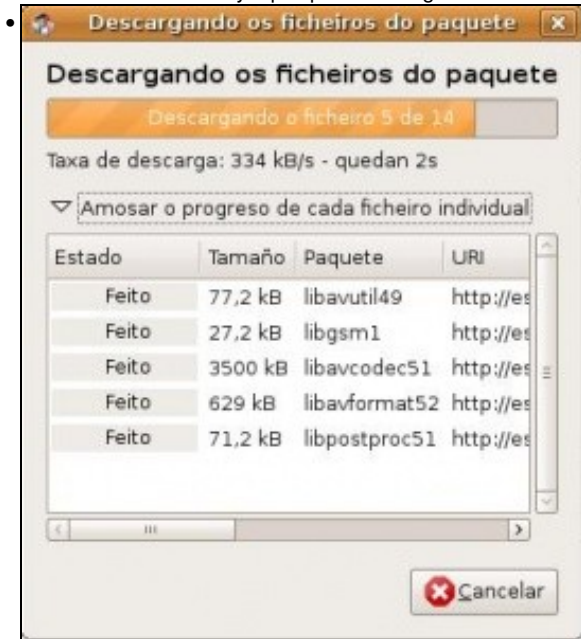 Descargando os ficheiros do paquete
Descargando os ficheiros do paquete
Descargando o ficheiro 5 de 14
Taxa de descarga: 334 kB/s - quedan 2s
Amosar o progreso de cada ficheiro individual
Estado Tamaño Paquete URI
Feito 77,2 kB libavutil49 http://es
Feito 27,2 kB libgsm1 http://es
Feito 3500 kB libavcodec51 http://es
Feito 629 kB libavformat52 http://es
Feito 71,2 kB libpostproc51 http://es
Cancelar